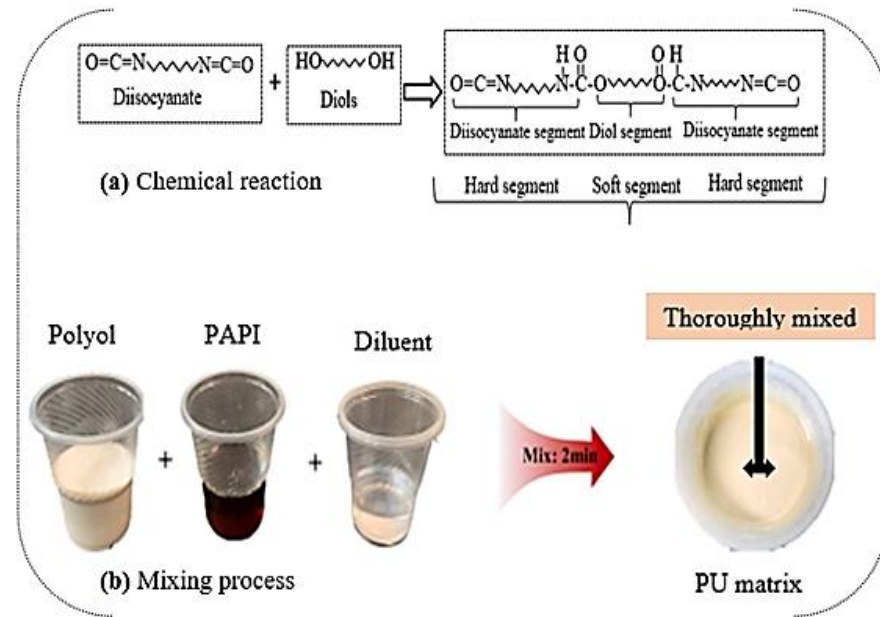 O=C=N N=C=O
Diisocyanate
+
HO OH
Diols
H O O H
O=C=N N-C-O O-C-N N=C=O
Diisocyanate segment Diol segment Diisocyanate segment
(a) Chemical reaction
Hard segment Soft segment Hard segment
Polyol PAPI Diluent
Thoroughly mixed
+ +
Mix: 2min
(b) Mixing process
PU matrix